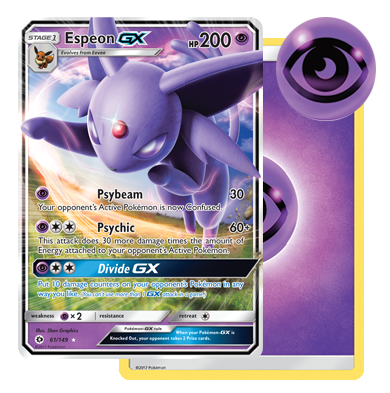 STAGE 1 Espeon GX HP 200
Evolves from Eevee
Psybeam 30
Your opponent's Active Pokémon is now Confused.
Psychic 60+
This attack does 30 more damage times the amount of
Energy attached to your opponent's Active Pokémon.
Divide GX
Put 10 damage counters on your opponent's Pokémon in
any way you like. (You can't use more than 1 GX attack in a game.)
weakness ×2 resistance retreat
Illus. 5ban Graphics
61/149
©2017 Pokémon
Pokémon-GX rule
When your Pokémon-GX is
Knocked Out, your opponent takes 2 Prize cards.
©2017 Pokémon